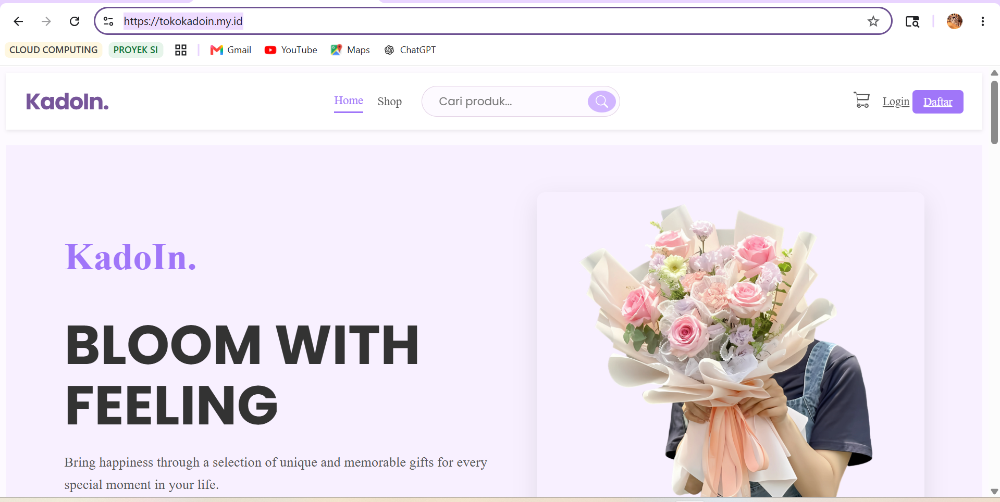 https://tokokadoin.my.id
CLOUD COMPUTING PROYEK SI Gmail YouTube Maps ChatGPT
KadoIn. Home Shop Cari produk... Login Daftar
KadoIn.
BLOOM WITH
FEELING
Bring happiness through a selection of unique and memorable gifts for every
special moment in your life.